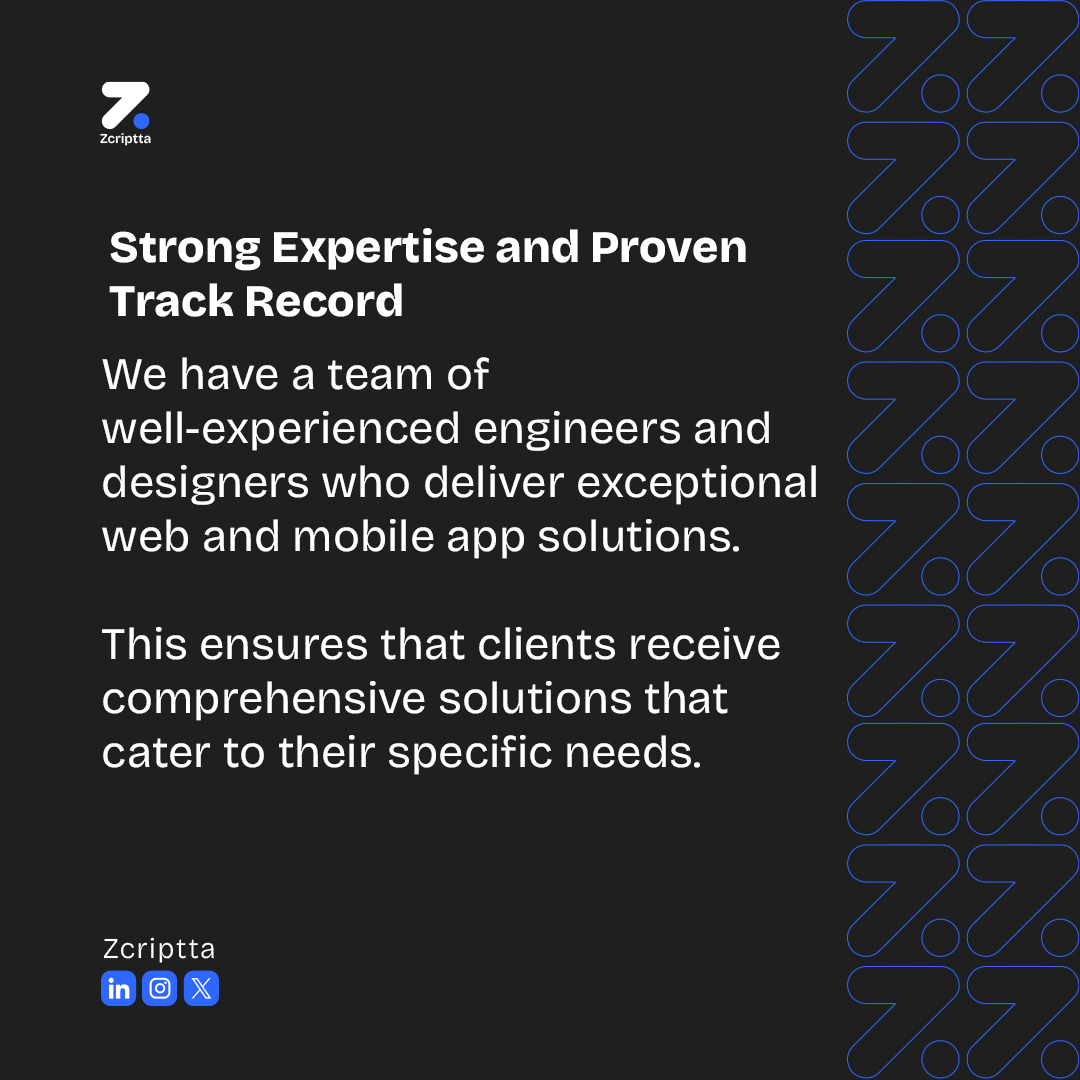 Zcriptta
Strong Expertise and Proven
Track Record
We have a team of
well-experienced engineers and
designers who deliver exceptional
web and mobile app solutions.
This ensures that clients receive
comprehensive solutions that
cater to their specific needs.
Zcriptta